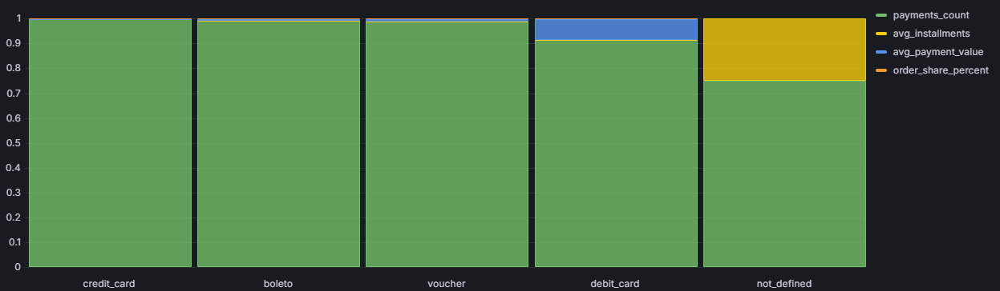 1
0.9
0.8
0.7
0.6
0.5
0.4
0.3
0.2
0.1
0
credit_card
boleto
voucher
debit_card
not_defined
payments_count
avg_installments
avg_payment_value
order_share_percent